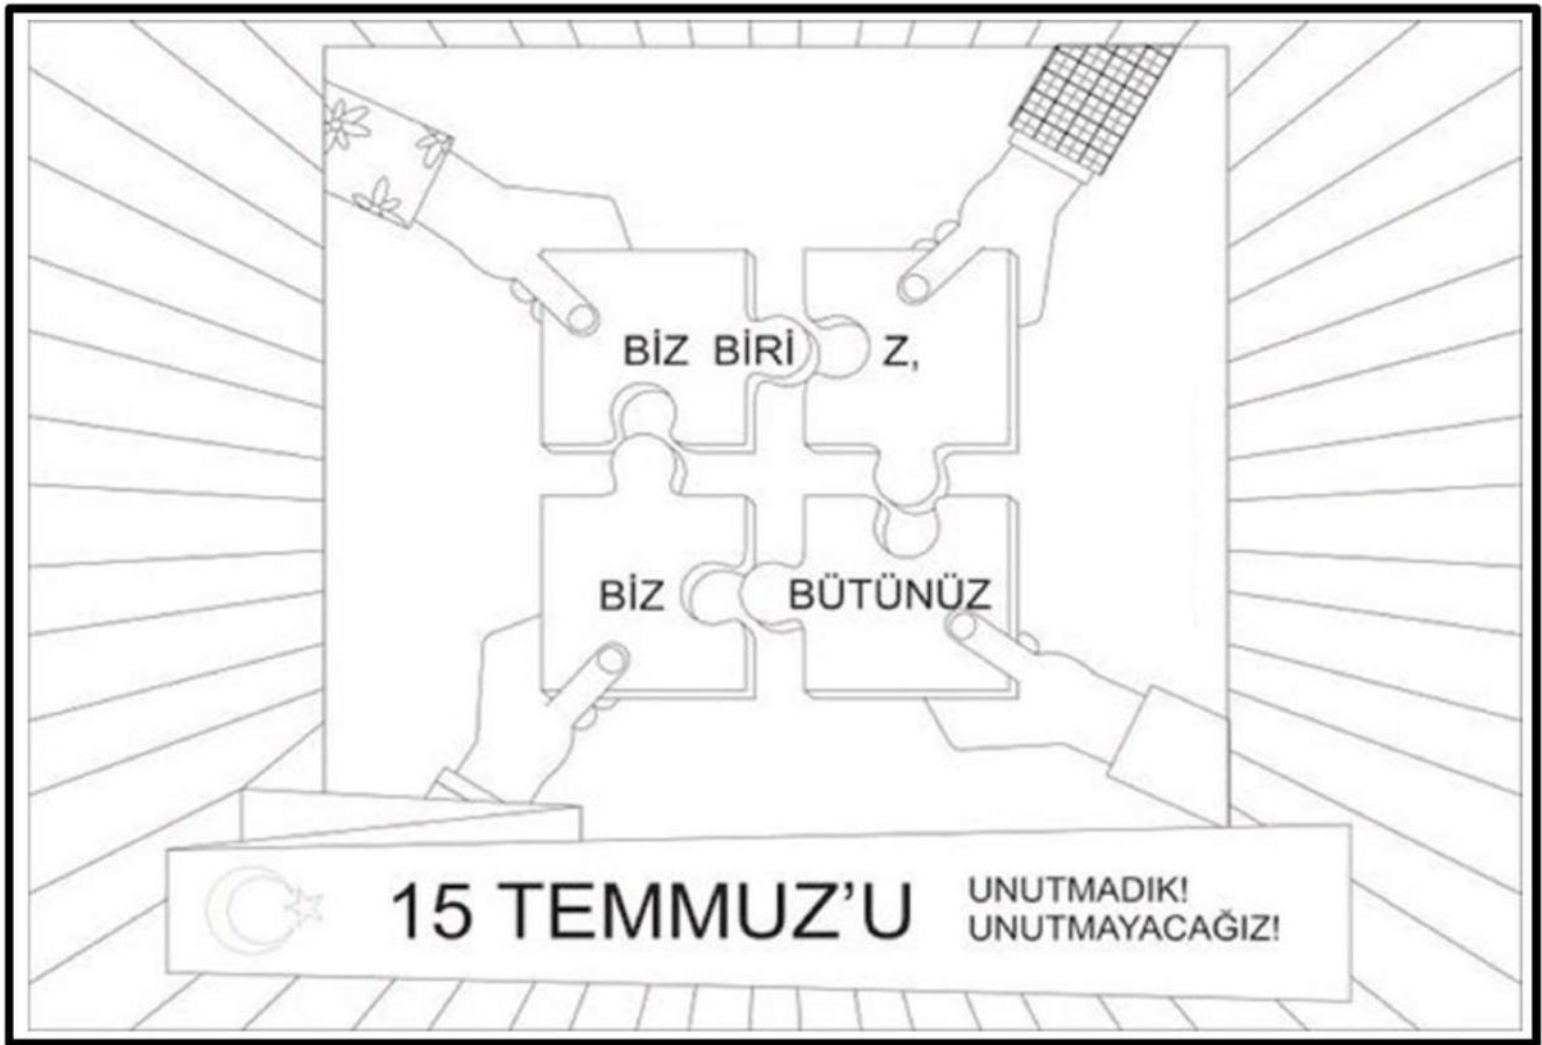 BİZ BİRİ Z,
BİZ BÜTÜNÜZ
15 TEMMUZ’U
UNUTMADIK!
UNUTMAYACAĞIZ!